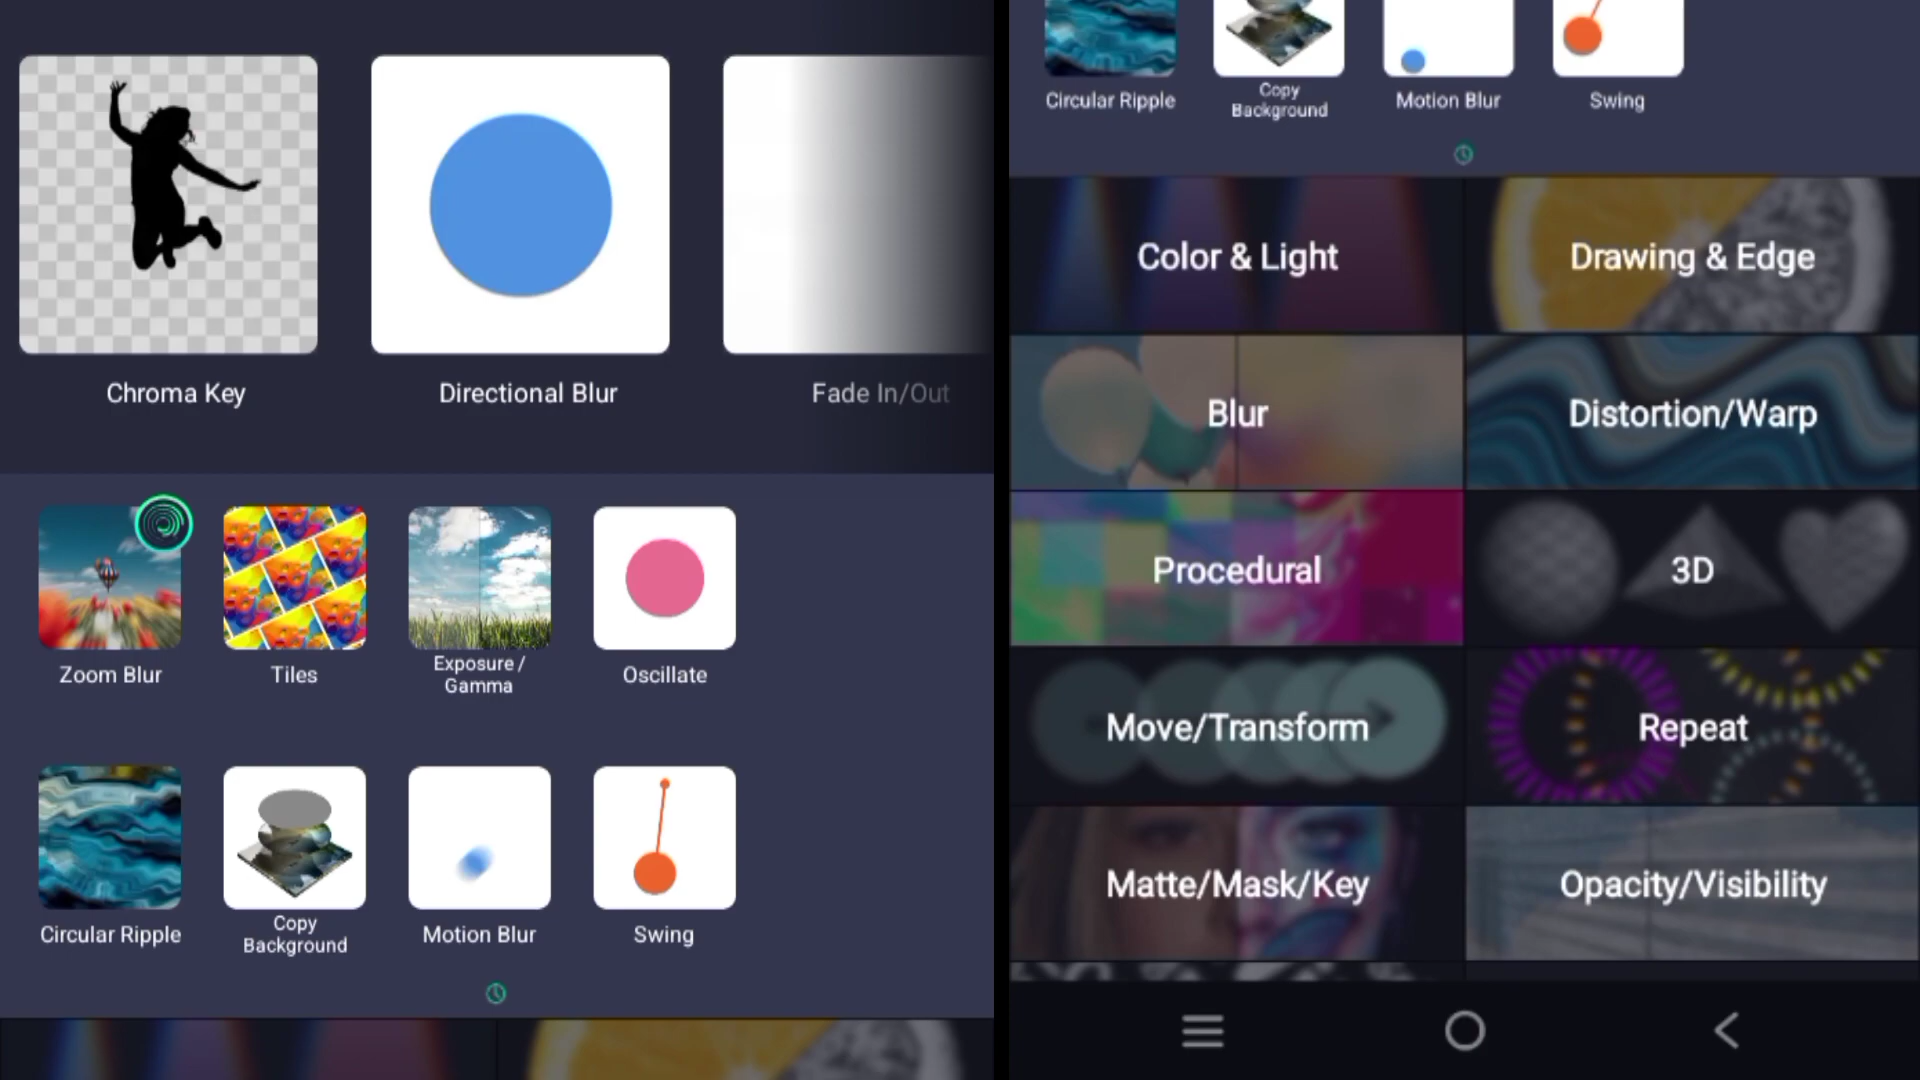 Chroma Key
Directional Blur
Fade In/Out
Zoom Blur
Tiles
Exposure /
Gamma
Oscillate
Circular Ripple
Copy
Background
Motion Blur
Swing
Circular Ripple
Copy
Background
Motion Blur
Swing
Color & Light
Drawing & Edge
Blur
Distortion/Warp
Procedural
3D
Move/Transform
Repeat
Matte/Mask/Key
Opacity/Visibility